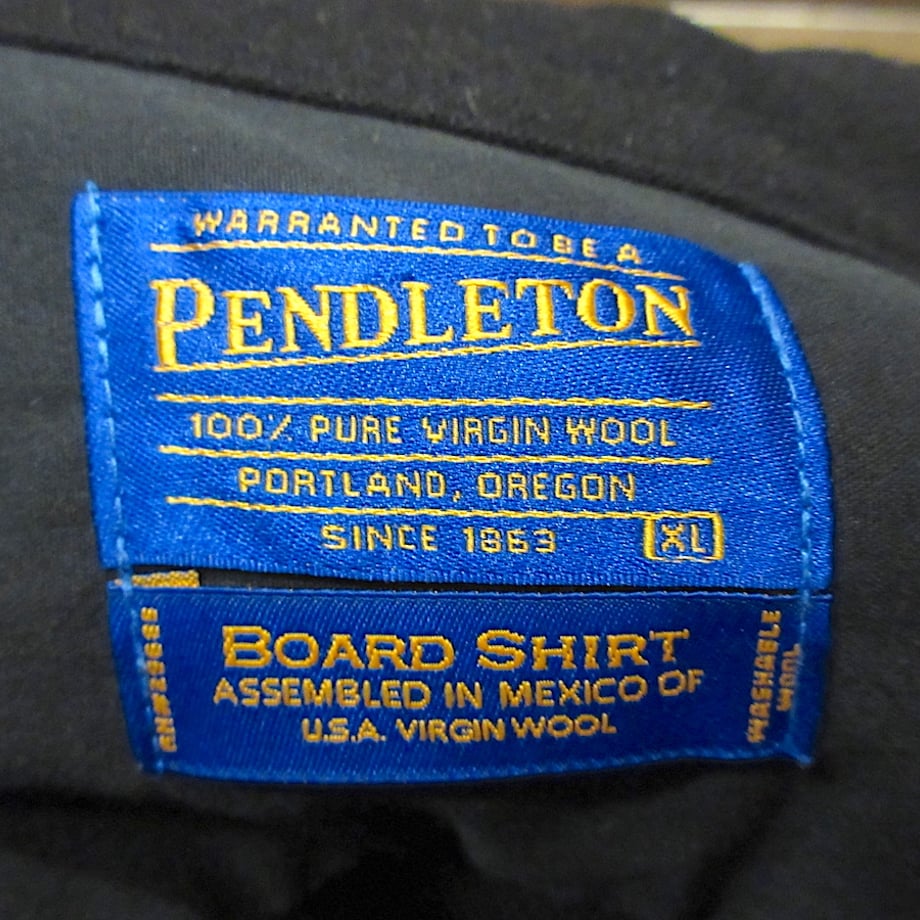 WARRANTED TO BE A
PENDLETON
100% PURE VIRGIN WOOL
PORTLAND, OREGON
SINCE 1863
XL
BOARD SHIRT
ASSEMBLED IN MEXICO OF
U.S.A. VIRGIN WOOL
WASHABLE
WOOL